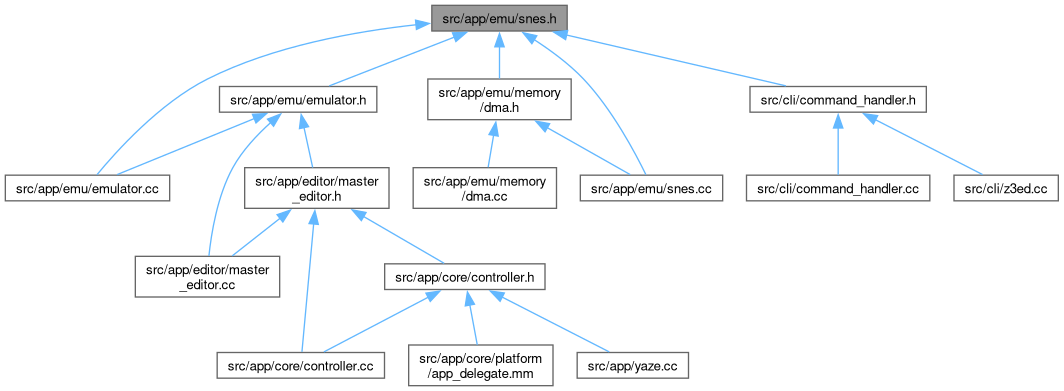 src/app/emu/snes.h
src/app/emu/emulator.h
src/app/emu/memory
/dma.h
src/cli/command_handler.h
src/app/emu/emulator.cc
src/app/editor/master
_editor.h
src/app/emu/memory
/dma.cc
src/app/emu/snes.cc
src/cli/command_handler.cc
src/cli/z3ed.cc
src/app/editor/master
_editor.cc
src/app/core/controller.h
src/app/core/controller.cc
src/app/core/platform
/app_delegate.mm
src/app/yaze.cc